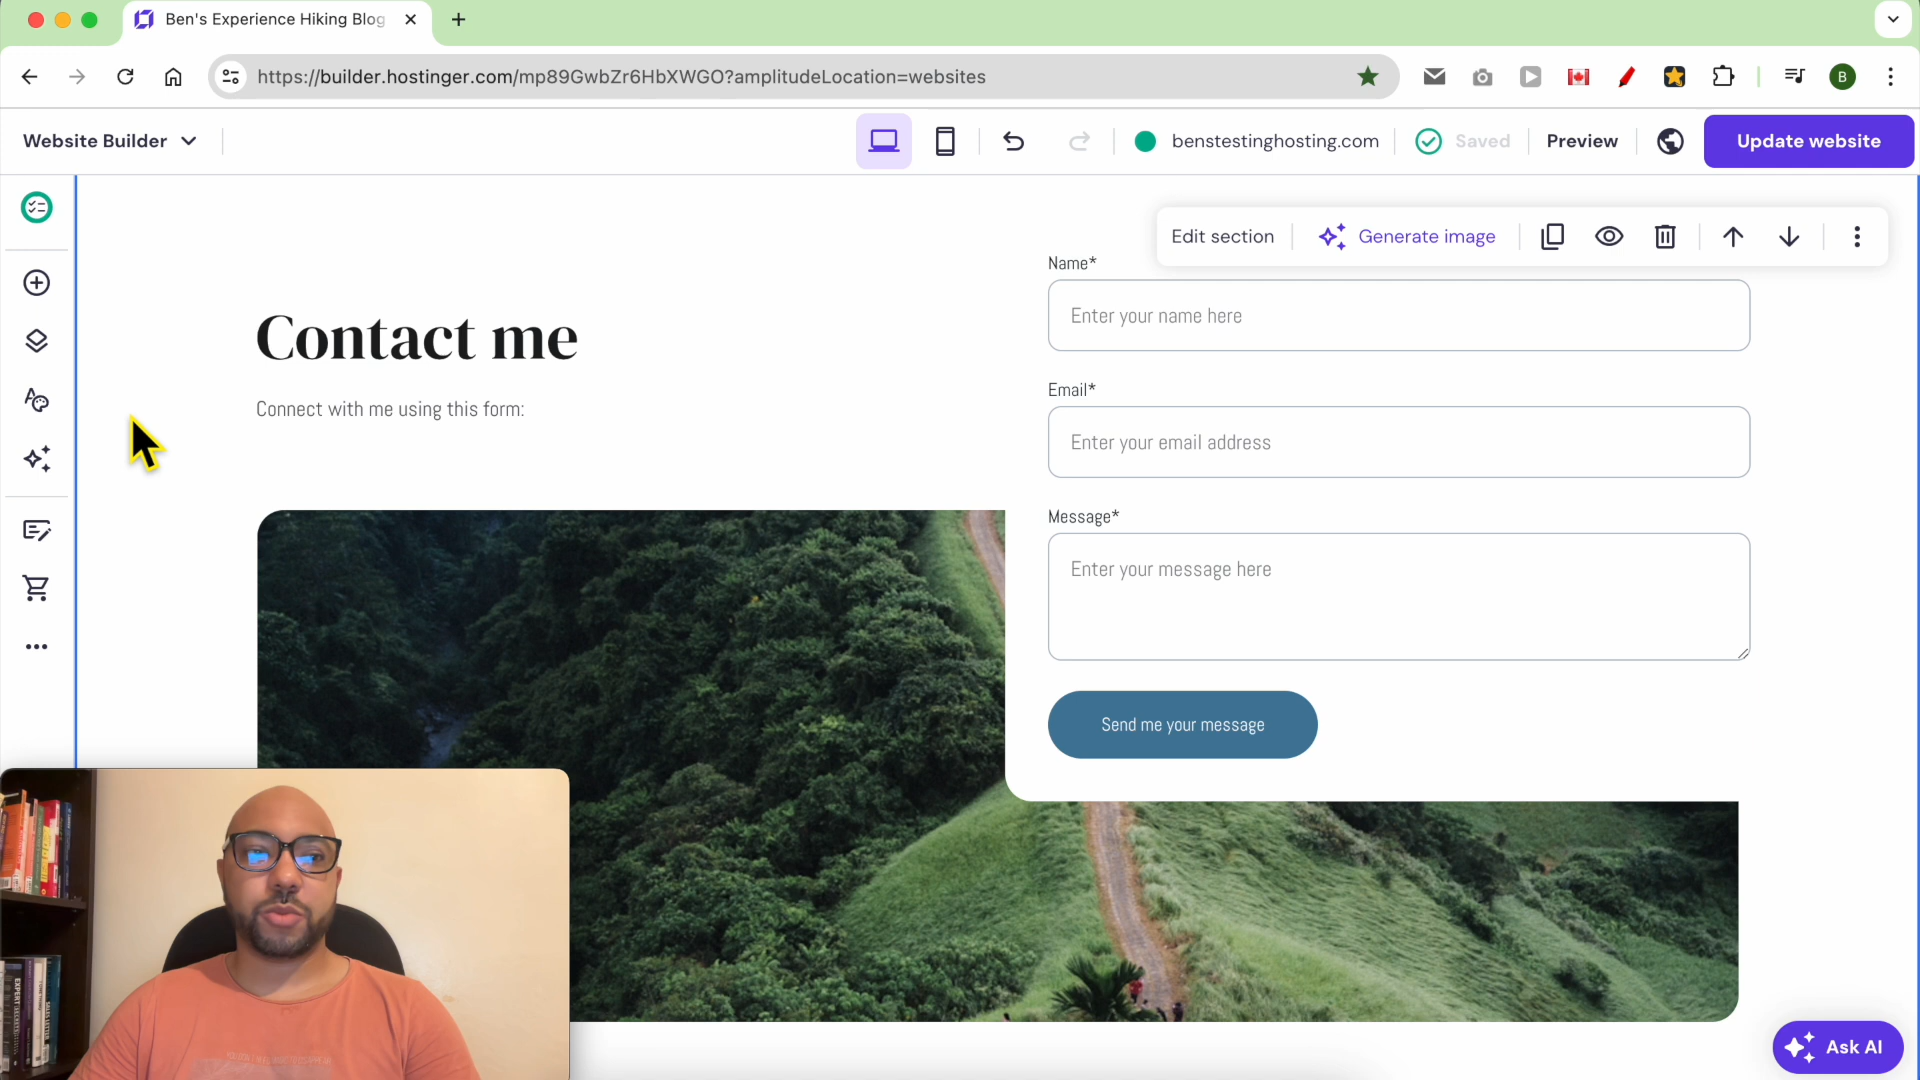 Ben's Experience Hiking Blog
https://builder.hostinger.com/mp89GwbZr6HbXWGO?amplitudeLocation=websites
B
Website Builder
benstestinghosting.com
Saved
Preview
Update website
Edit section
Generate image
Name*
Enter your name here
Contact me
Connect with me using this form:
Email*
Enter your email address
Message*
Enter your message here
Send me your message
Ask AI